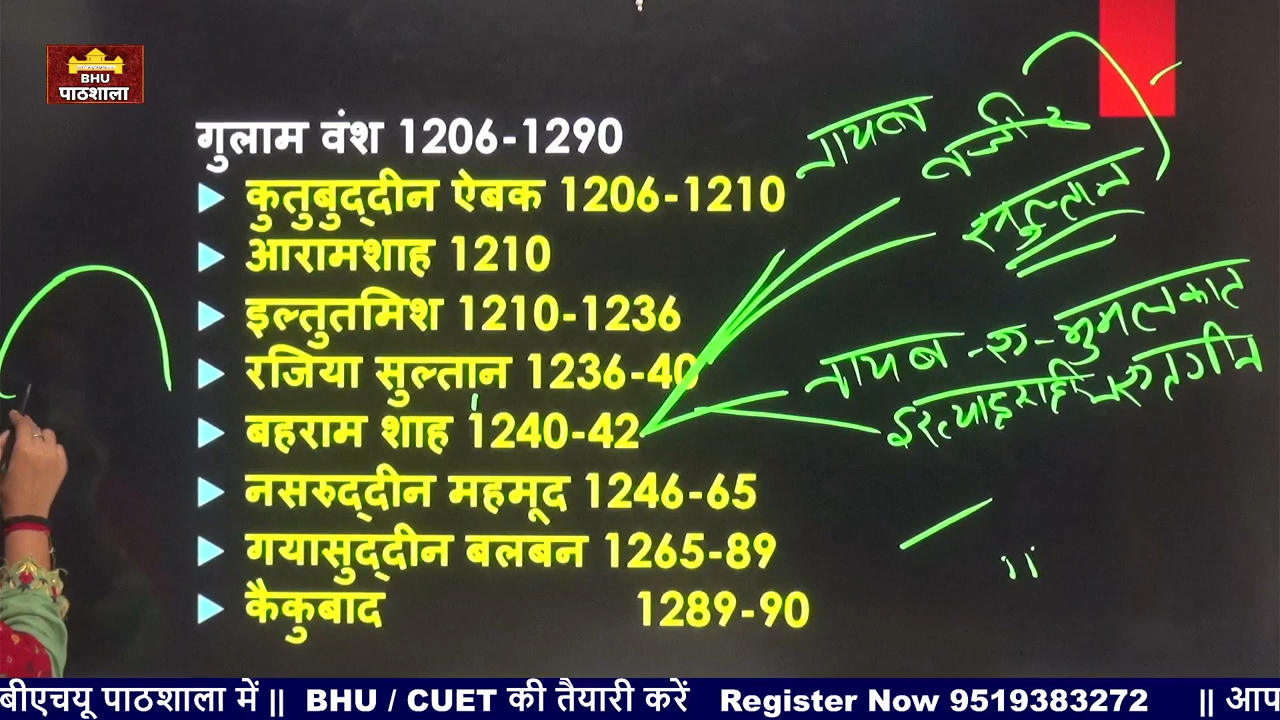 BHU
पाठशाला
गुलाम वंश 1206-1290
कुतुबुद्दीन ऐबक 1206-1210
आरामशाह 1210
इल्तुतमिश 1210-1236
रजिया सुल्तान 1236-40
बहराम शाह 1240-42
नसरुद्दीन महमूद 1246-65
गयासुद्दीन बलबन 1265-89
कैकुबाद 1289-90
नायब
वजीर
सुल्तान
नायब-ए-मुमलकात
बीएचयू पाठशाला में || BHU / CUET की तैयारी करें Register Now 9519383272 || आप